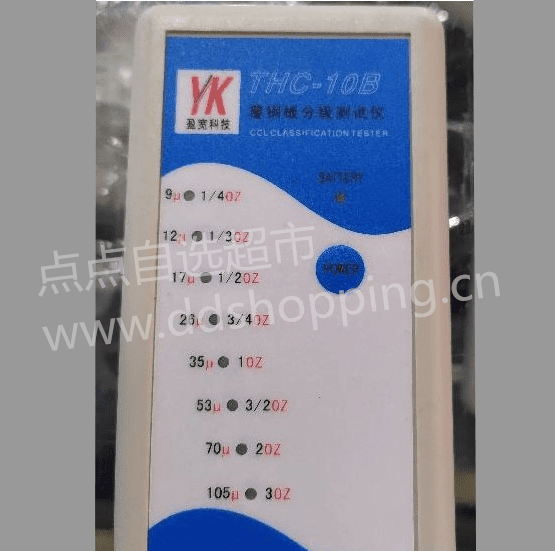 YK
盈宽科技
THC-10B
覆铜板分级测试仪
CCL CLASSIFICATION TESTER
BATTERY
9μ 1/4OZ
12μ 1/3OZ
17μ 1/2OZ
POWER
26μ 3/4OZ
35μ 1OZ
53μ 3/2OZ
70μ 2OZ
105μ 3OZ
点点自选超市
www.ddshopping.cn